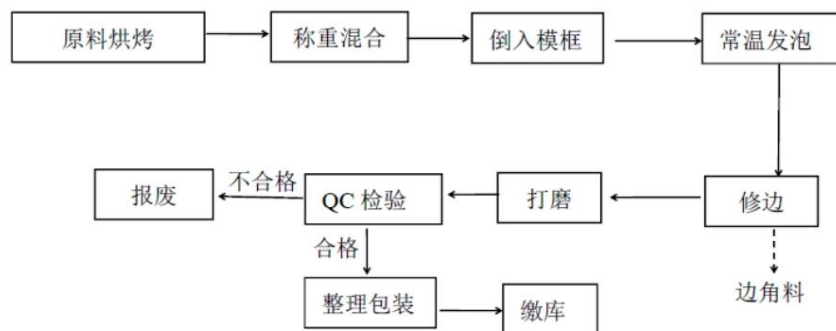 原料烘烤
称重混合
倒入模框
常温发泡
报废
不合格
QC 检验
打磨
修边
合格
边角料
整理包装
缴库